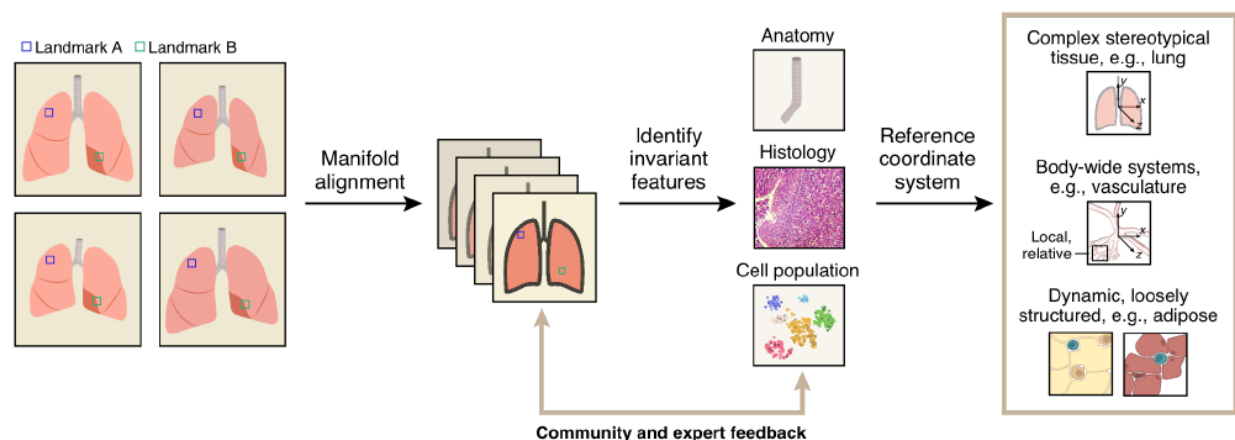 Landmark A Landmark B
Manifold
alignment
Identify
invariant
features
Anatomy
Histology
Cell population
Reference
coordinate
system
Complex stereotypical
tissue, e.g., lung
y
x
z
Body-wide systems,
e.g., vasculature
y
x
z
Local,
relative
Dynamic, loosely
structured, e.g., adipose
Community and expert feedback